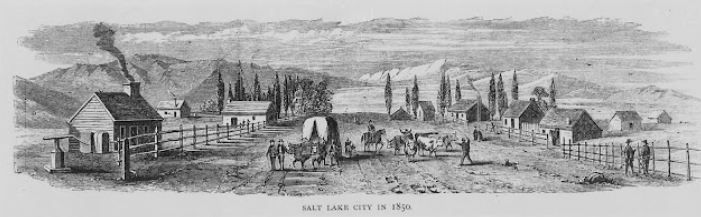 SALT LAKE CITY IN 1850.